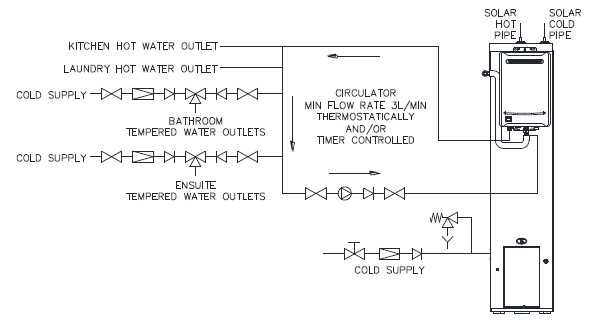 SOLAR HOT PIPE
SOLAR COLD PIPE
KITCHEN HOT WATER OUTLET
LAUNDRY HOT WATER OUTLET
COLD SUPPLY
BATHROOM
TEMPERED WATER OUTLETS
CIRCULATOR
MIN FLOW RATE 3L/MIN
THERMOSTATICALLY
AND/OR
TIMER CONTROLLED
COLD SUPPLY
ENSUITE
TEMPERED WATER OUTLETS
COLD SUPPLY